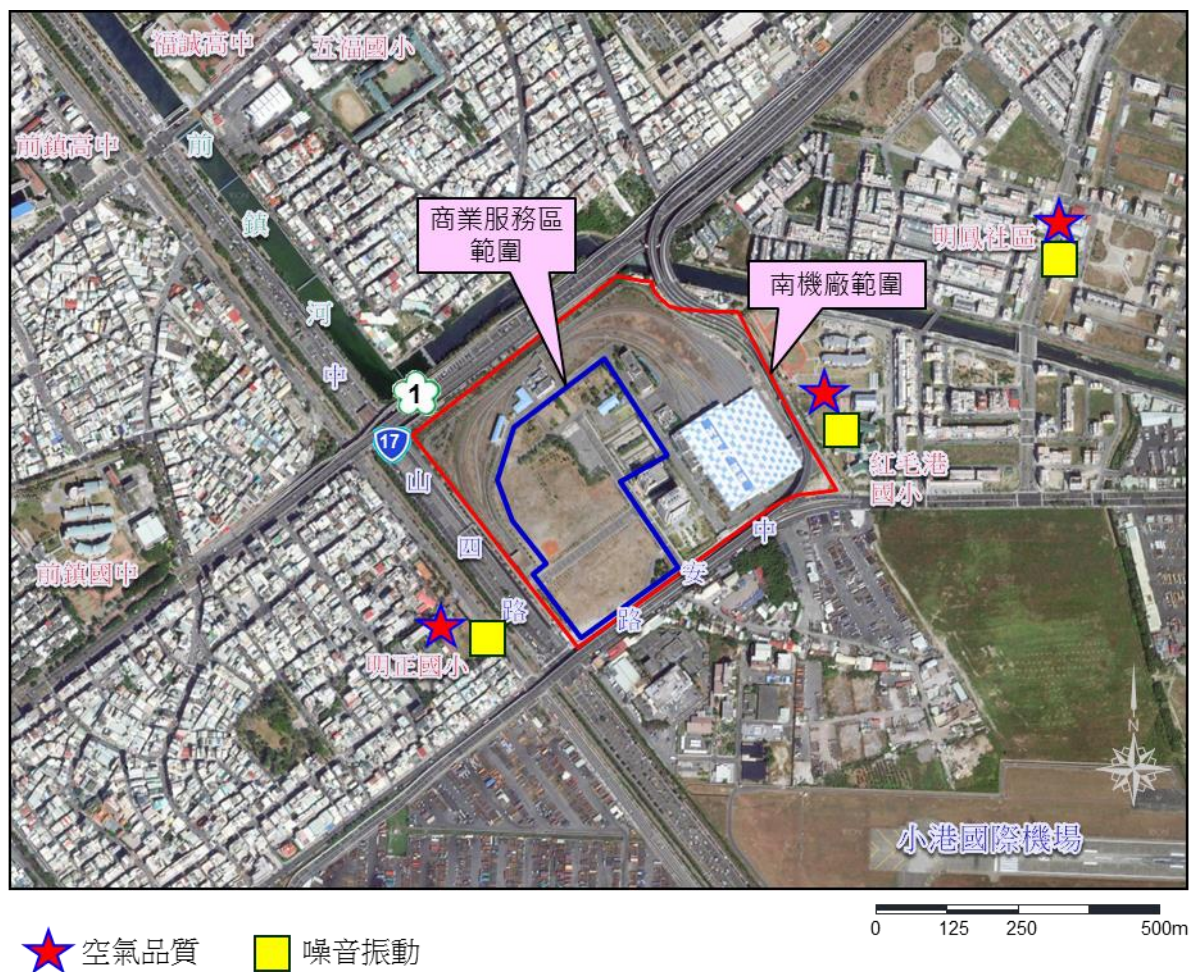 福誠高中
五福國小
前鎮高中
前
鎮
河
中
山
四
路
商業服務區
範圍
南機廠範圍
明鳳社區
1
17
紅毛港
國小
前鎮國中
明正國小
中
安
路
N
小港國際機場
0 125 250 500m
空氣品質
噪音振動